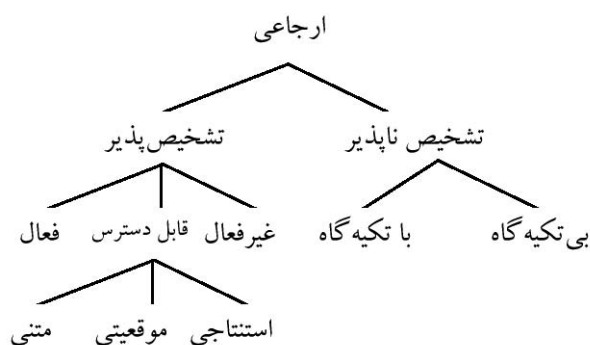 ارجاعی
تشخیص ناپذیر تشخیص‌پذیر
بی‌تکیه‌گاه با تکیه‌گاه غیرفعال قابل دسترس فعال
استنتاجی موقعیتی متنی